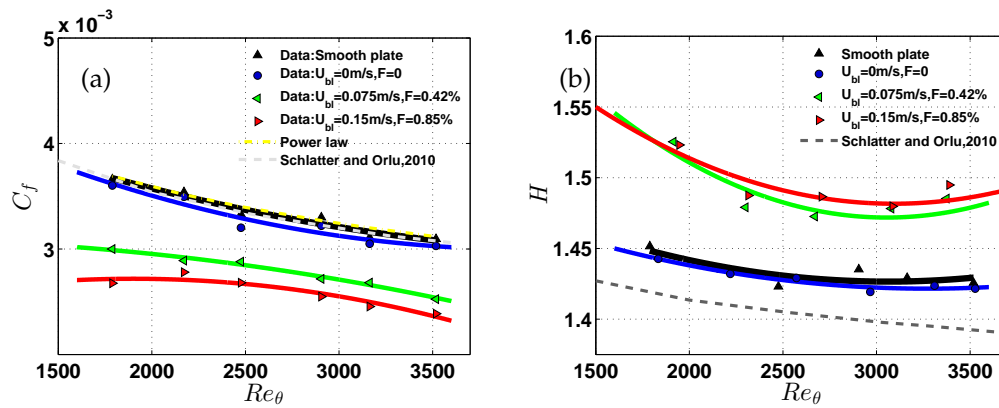 x 10⁻³
5
4
3
2
1500 2000 2500 3000 3500
C_f
Re_θ
(a)
Data:Smooth plate
Data:U_bl=0m/s,F=0
Data:U_bl=0.075m/s,F=0.42%
Data:U_bl=0.15m/s,F=0.85%
Power law
Schlatter and Orlu,2010
1.6
1.55
1.5
1.45
1.4
1500 2000 2500 3000 3500
H
Re_θ
(b)
Smooth plate
U_bl=0m/s,F=0
U_bl=0.075m/s,F=0.42%
U_bl=0.15m/s,F=0.85%
Schlatter and Orlu,2010